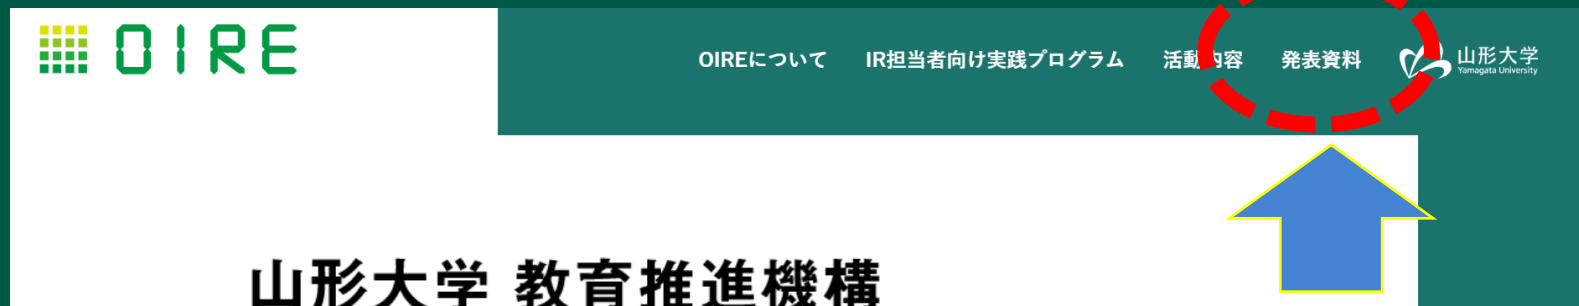 OIRE
OIREについて IR担当者向け実践プログラム 活動内容 発表資料 山形大学
Yamagata University
山形大学 教育推進機構